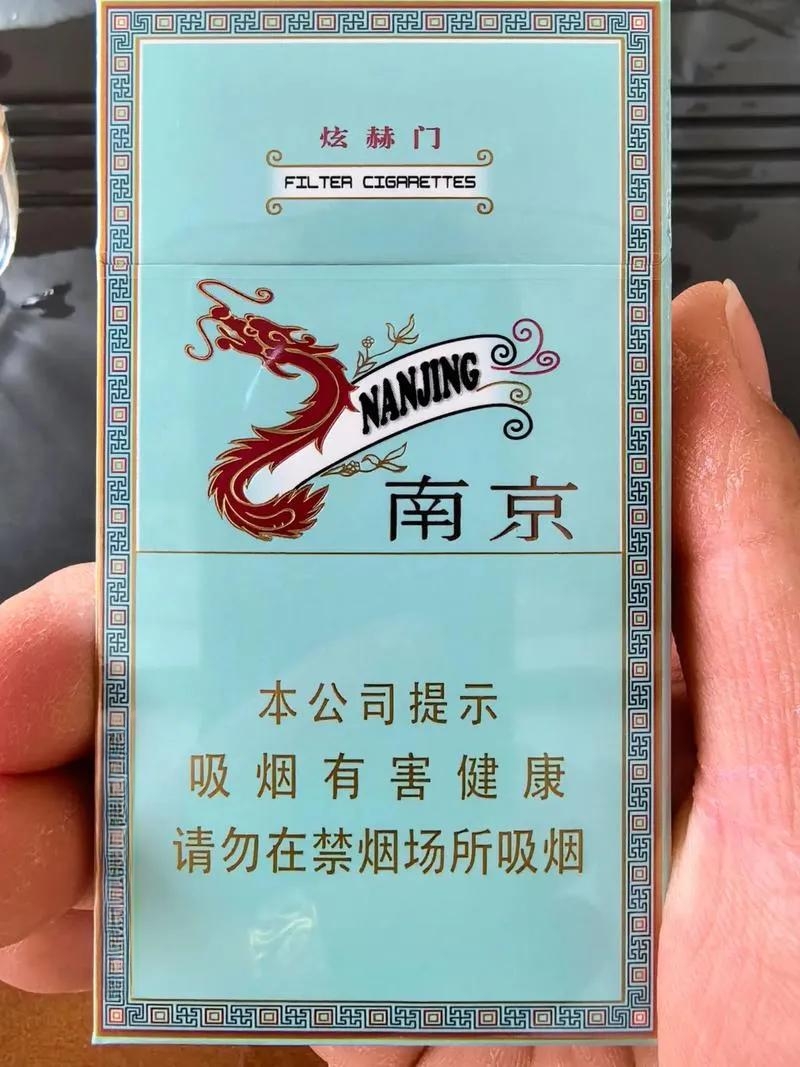 炫赫门
FILTER CIGARETTES
NANJING
南京
本公司提示
吸烟有害健康
请勿在禁烟场所吸烟